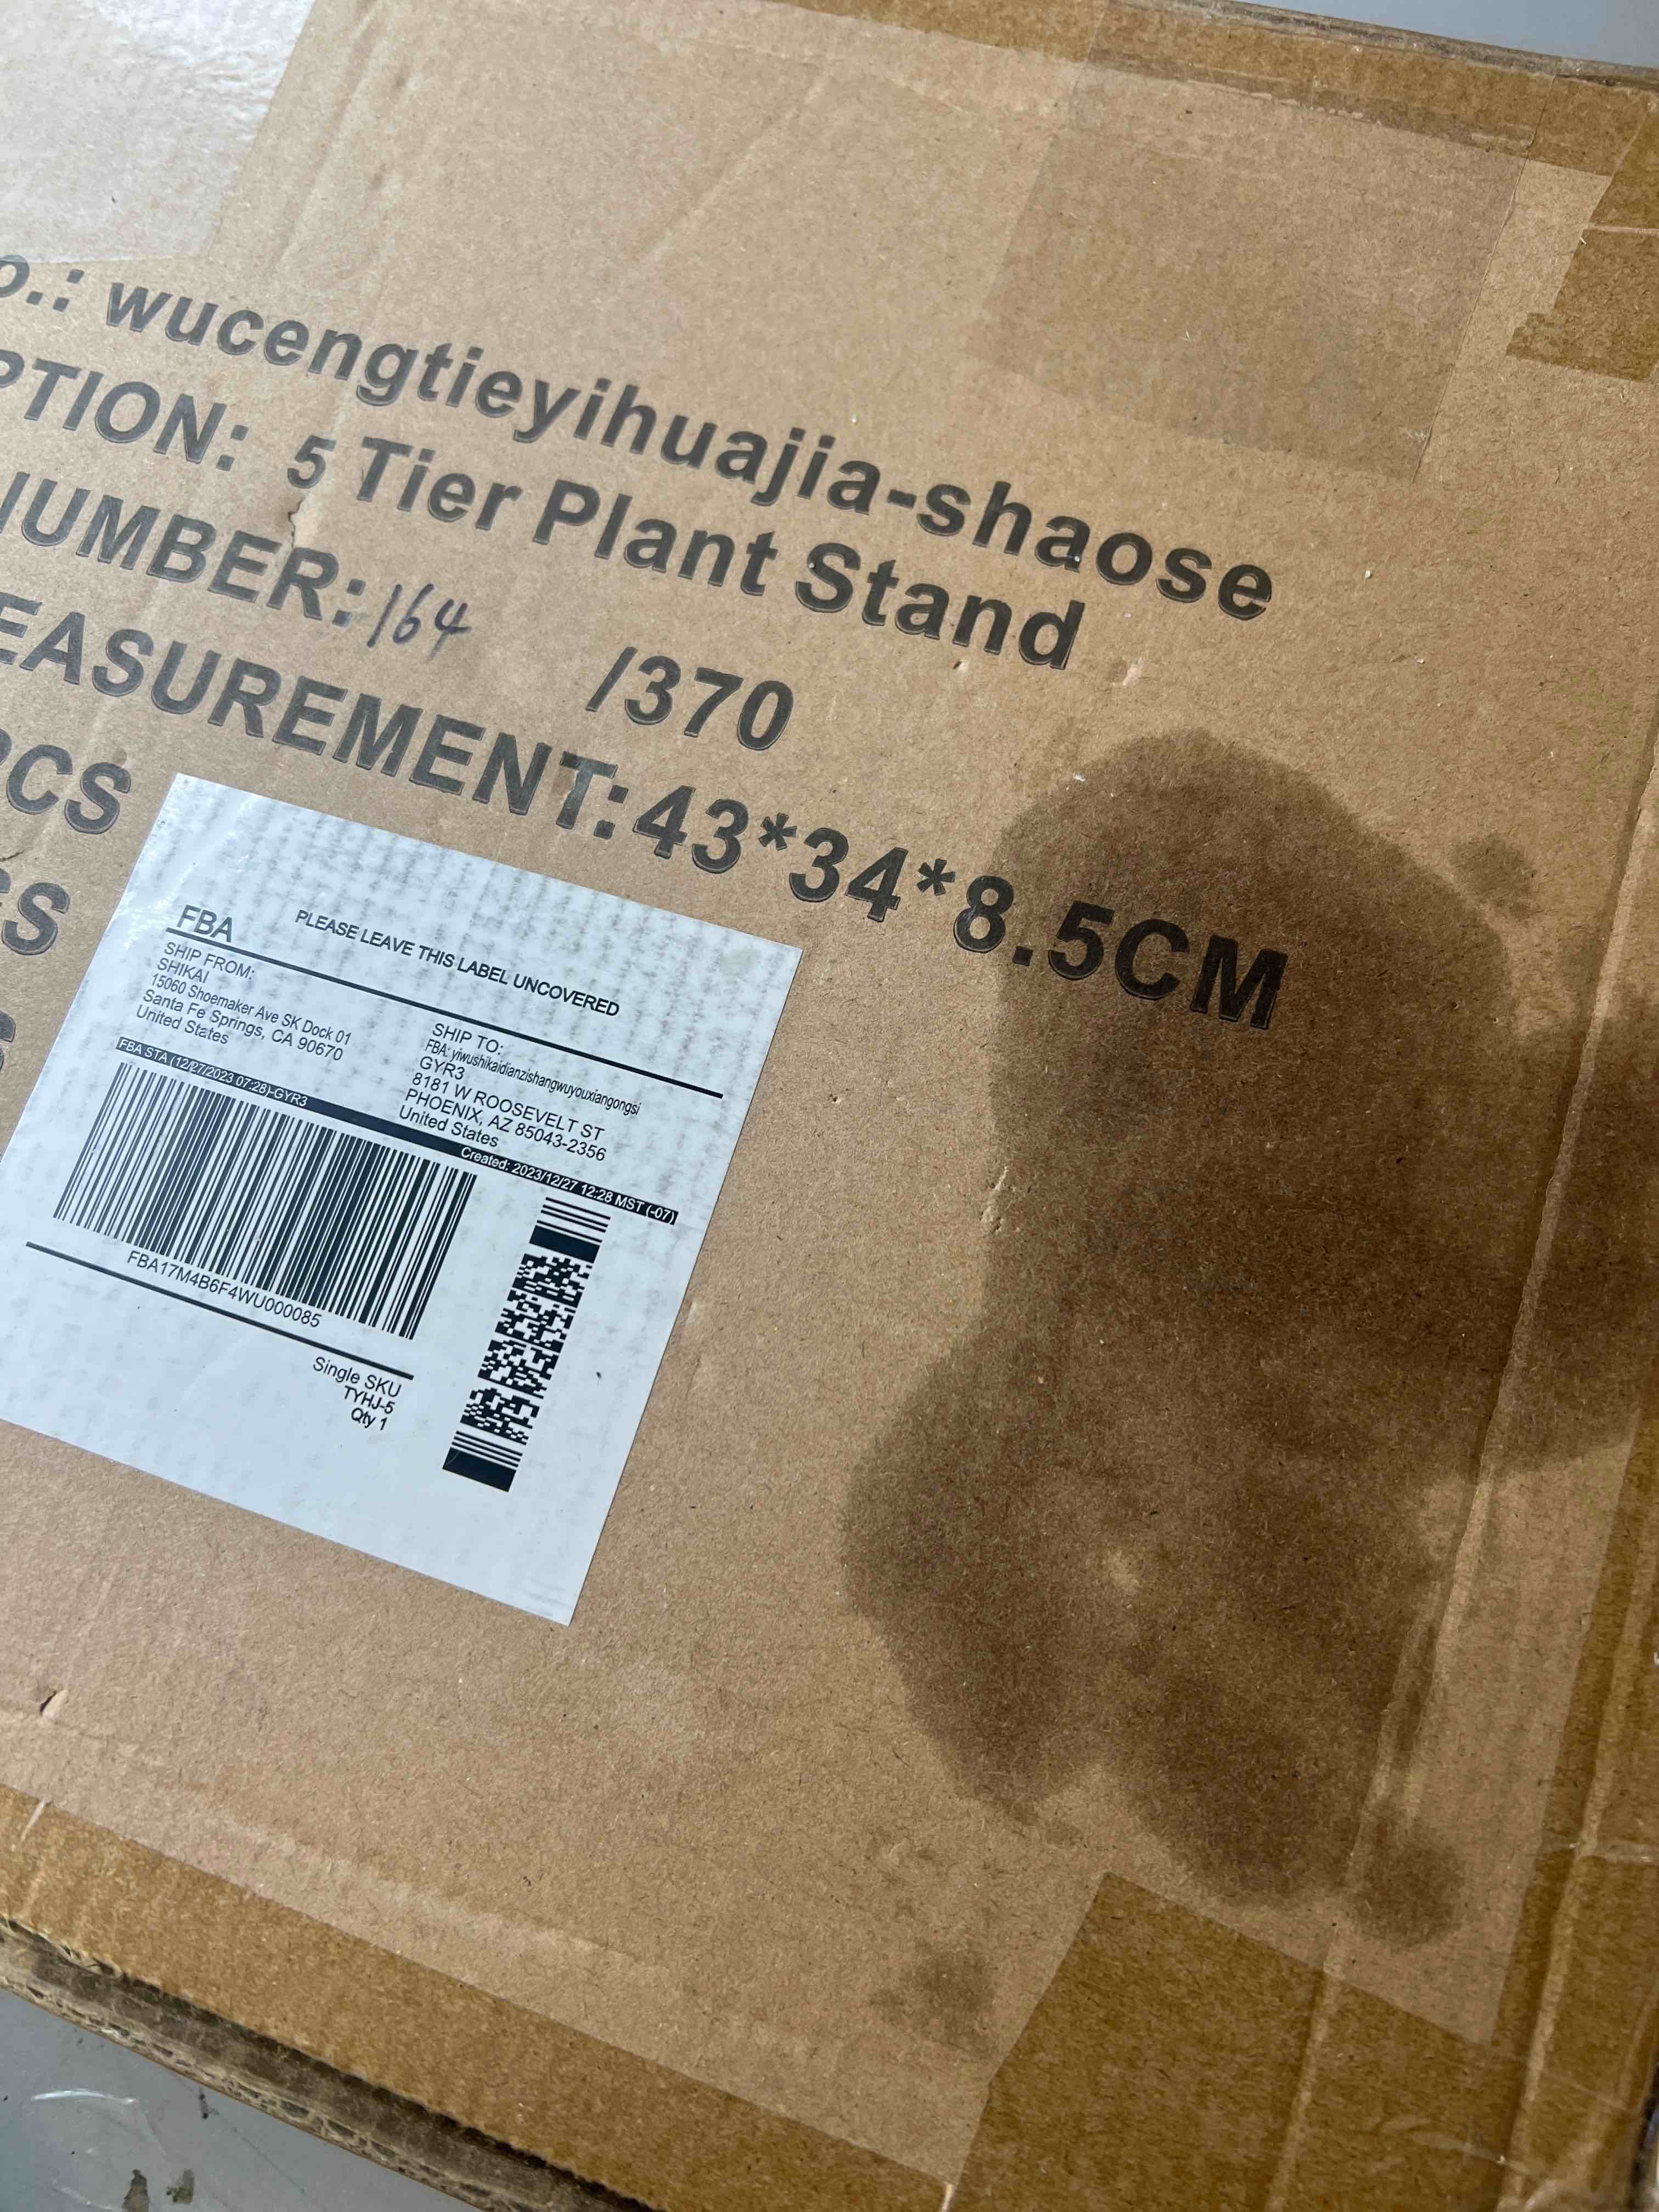 o.: wucengtieyihuajia-shaose
PTION: 5 Tier Plant Stand
NUMBER: 164 /370
EASUREMENT: 43*34*8.5CM
PCS
GS
FBA
PLEASE LEAVE THIS LABEL UNCOVERED
SHIP FROM:
SHIKAI
15060 Shoemaker Ave SK Dock 01
Santa Fe Springs, CA 90670
United States
SHIP TO:
FBA: yiwushikaidianzishangwuyouxiangongsi
GYR3
8181 W ROOSEVELT ST
PHOENIX, AZ 85043-2356
United States
FBA STA (12/27/2023 07:28)-GYR3
Created: 2023/12/27 12:28 MST (-07)
FBA17M4B6F4WU000085
Single SKU
TYHJ-5
Qty 1